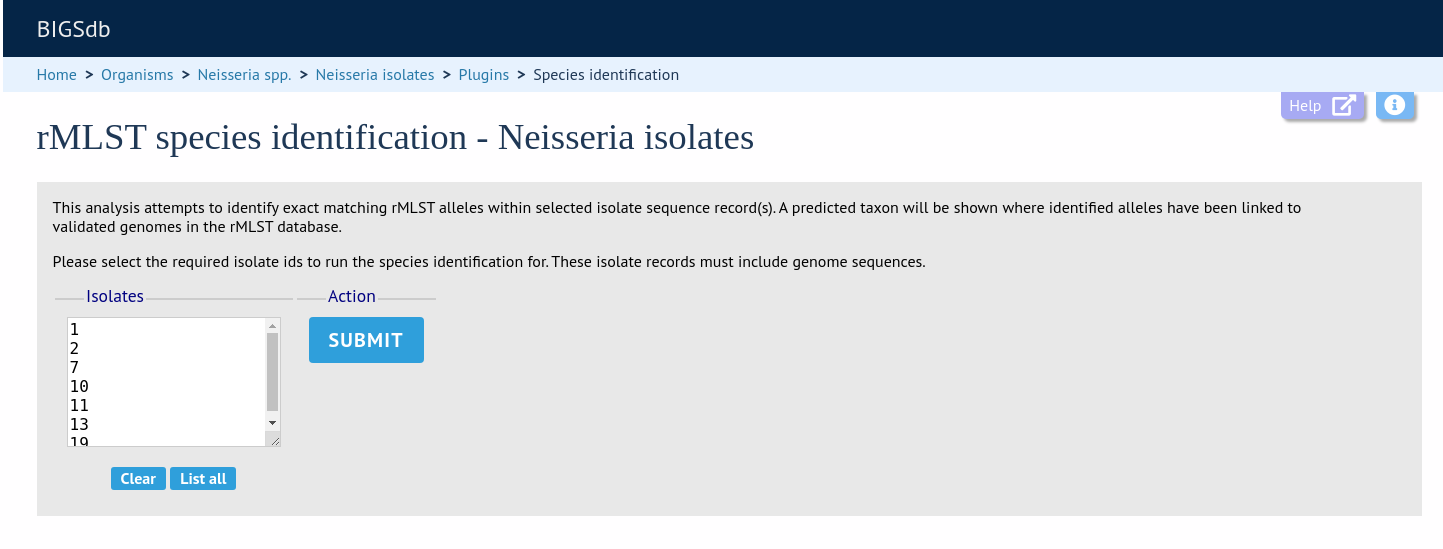 BIGSdb
Home > Organisms > Neisseria spp. > Neisseria isolates > Plugins > Species identification
Help
rMLST species identification - Neisseria isolates
This analysis attempts to identify exact matching rMLST alleles within selected isolate sequence record(s). A predicted taxon will be shown where identified alleles have been linked to
validated genomes in the rMLST database.
Please select the required isolate ids to run the species identification for. These isolate records must include genome sequences.
Isolates
1
2
7
10
11
13
19
Clear List all
Action
SUBMIT